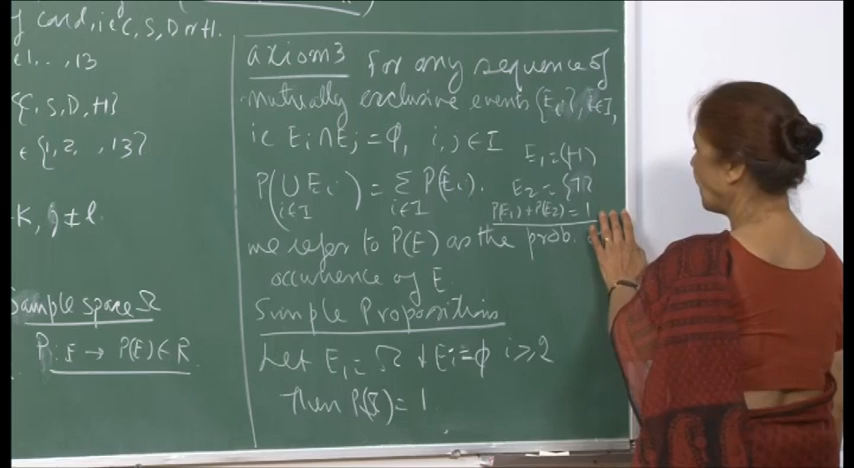 of card, i.e C, S, D or H.
1, .., 13
{C, S, D, H}
∈ {1, 2, , 13}
K, j ≠ l
Sample space Ω
P: E → P(E) ∈ R
axiom 3 For any sequence of
mutually exclusive events {Ei}, i∈I,
ie Ei ∩ Ej = ϕ, i, j ∈ I
E1 = {H}
P(∪ Ei) = Σ P(Ei).
i∈I i∈I
E2 = {T}
P(E1) + P(E2) = 1
we refer to P(E) as the prob.
occurrence of E
Simple Propositions
Let E1 = Ω + Ei = ϕ i ≥ 2
Then = 1